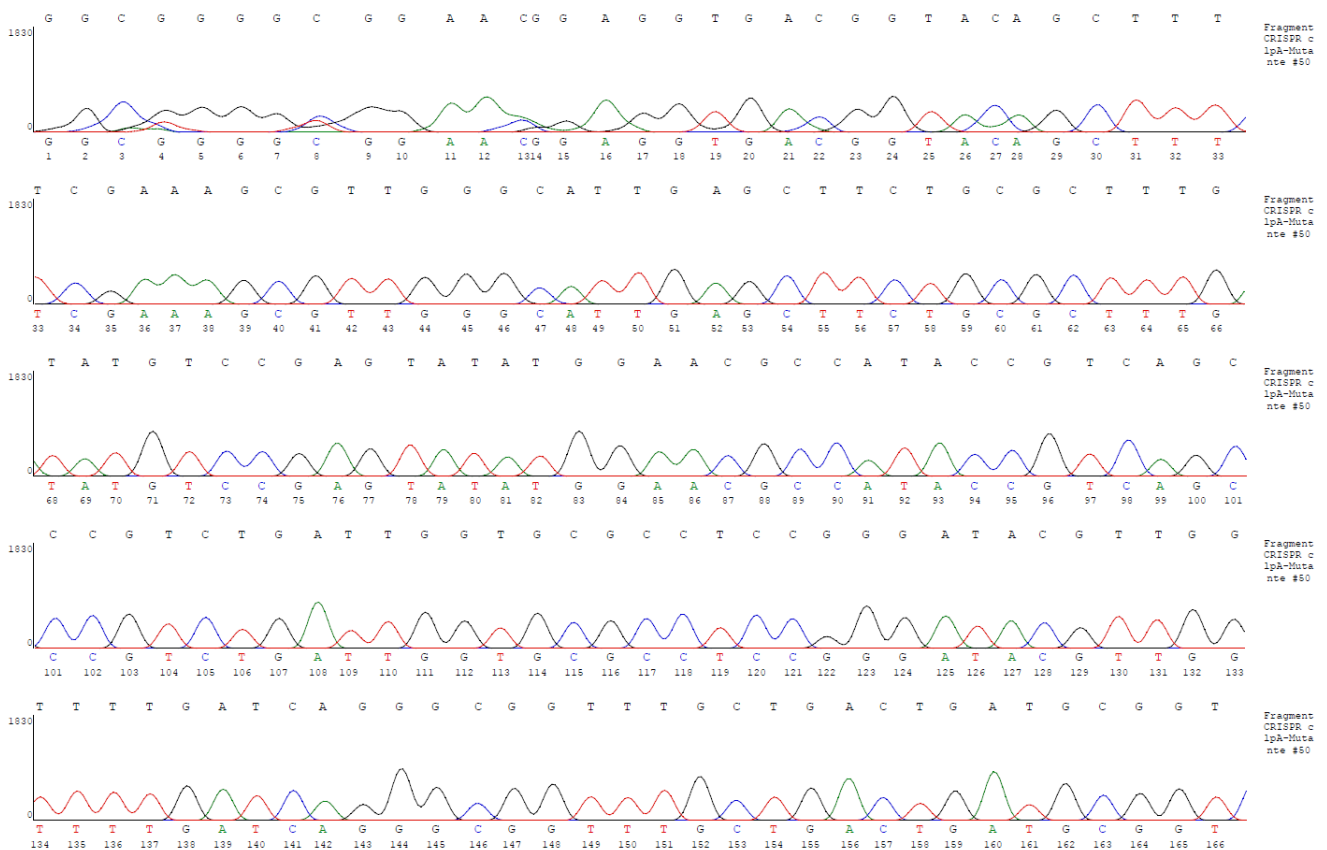 G G C G G G G C G G A A C G G A G G T G A C G G T A C A G C T T T
1830
Fragment
CRISPR c
lpA-Muta
nte #50
0
G G C G G G G C G G A A C G G A G G T G A C G G T A C A G C T T T
1 2 3 4 5 6 7 8 9 10 11 12 13 14 15 16 17 18 19 20 21 22 23 24 25 26 27 28 29 30 31 32 33
T C G A A A G C G T T G G G C A T T G A G C T T C T G C G C T T T G
1830
Fragment
CRISPR c
lpA-Muta
nte #50
0
T C G A A A G C G T T G G G C A T T G A G C T T C T G C G C T T T G
33 34 35 36 37 38 39 40 41 42 43 44 45 46 47 48 49 50 51 52 53 54 55 57 58 59 60 61 62 63 64 65 66
T A T G T C C G A G T A T A T G G A A C G C C A T A C C G T C A G C
1830
Fragment
CRISPR c
lpA-Muta
nte #50
0
T A T G T C C G A G T A T A T G G A A C G C C A T A C C G T C A G C
68 69 70 71 72 73 74 75 76 77 78 79 80 81 82 83 84 85 86 87 88 89 90 91 92 93 94 95 96 97 98 99 100 101
C C G T C T G A T T G G T G C G C C T C C G G G A T A C G T T G G
1830
Fragment
CRISPR c
lpA-Muta
nte #50
0
C C G T C T G A T T G G T G C G C C T C C G G G A T A C G T T G G
101 102 103 104 105 106 107 108 109 110 111 112 113 114 115 116 117 118 119 120 121 122 123 124 125 126 127 128 129 130 131 132 133
T T T T G A T C A G G G C G G T T T G C T G A C T G A T G C G G T
1830
Fragment
CRISPR c
lpA-Muta
nte #50
0
T T T T G A T C A G G G C G G T T T G C T G A C T G A T G C G G T
134 135 136 137 138 139 140 141 142 143 144 145 146 147 148 149 150 151 152 153 154 155 156 157 158 159 160 161 162 163 164 165 166